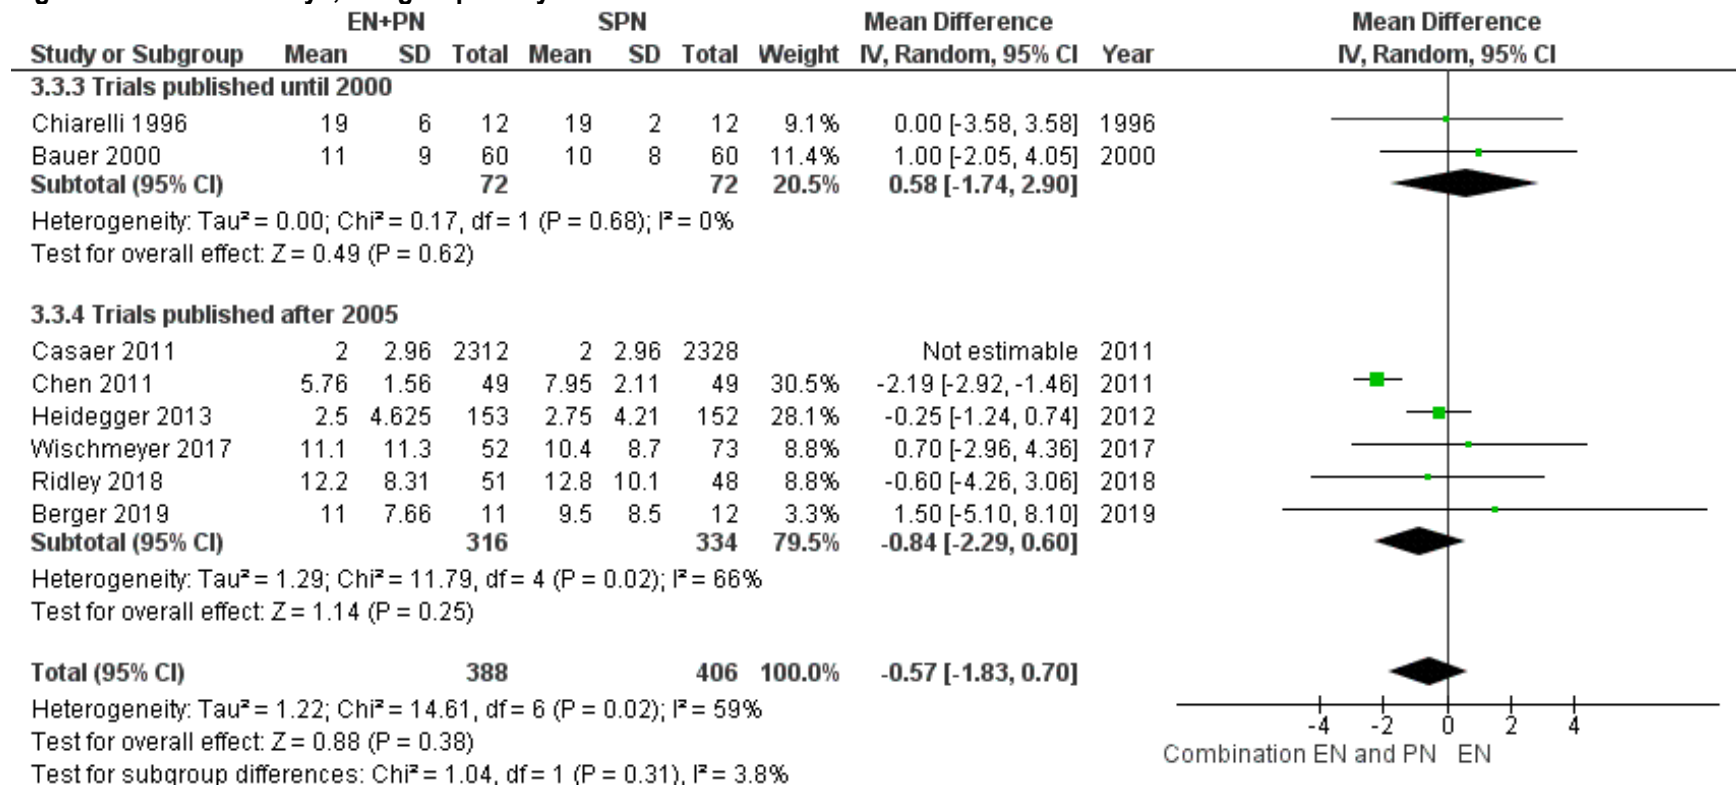 EN+PN SPN Mean Difference Mean Difference
Study or Subgroup Mean SD Total Mean SD Total Weight IV, Random, 95% CI Year IV, Random, 95% CI
3.3.3 Trials published until 2000
Chiarelli 1996 19 6 12 19 2 12 9.1% 0.00 [-3.58, 3.58] 1996
Bauer 2000 11 9 60 10 8 60 11.4% 1.00 [-2.05, 4.05] 2000
Subtotal (95% CI) 72 72 20.5% 0.58 [-1.74, 2.90]
Heterogeneity: Tau² = 0.00; Chi² = 0.17, df = 1 (P = 0.68); I² = 0%
Test for overall effect: Z = 0.49 (P = 0.62)
3.3.4 Trials published after 2005
Casaer 2011 2 2.96 2312 2 2.96 2328 Not estimable 2011
Chen 2011 5.76 1.56 49 7.95 2.11 49 30.5% -2.19 [-2.92, -1.46] 2011
Heidegger 2013 2.5 4.625 153 2.75 4.21 152 28.1% -0.25 [-1.24, 0.74] 2012
Wischmeyer 2017 11.1 11.3 52 10.4 8.7 73 8.8% 0.70 [-2.96, 4.36] 2017
Ridley 2018 12.2 8.31 51 12.8 10.1 48 8.8% -0.60 [-4.26, 3.06] 2018
Berger 2019 11 7.66 11 9.5 8.5 12 3.3% 1.50 [-5.10, 8.10] 2019
Subtotal (95% CI) 316 334 79.5% -0.84 [-2.29, 0.60]
Heterogeneity: Tau² = 1.29; Chi² = 11.79, df = 4 (P = 0.02); I² = 66%
Test for overall effect: Z = 1.14 (P = 0.25)
Total (95% CI) 388 406 100.0% -0.57 [-1.83, 0.70]
Heterogeneity: Tau² = 1.22; Chi² = 14.61, df = 6 (P = 0.02); I² = 59%
Test for overall effect: Z = 0.88 (P = 0.38)
Test for subgroup differences: Chi² = 1.04, df = 1 (P = 0.31), I² = 3.8%
-4 -2 0 2 4
Combination EN and PN EN